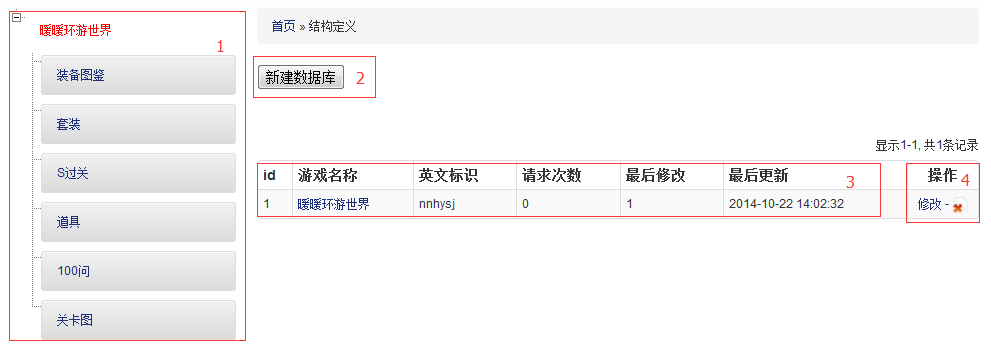 暖暖环游世界
1
装备图鉴
套装
S过关
道具
100问
关卡图
首页 » 结构定义
新建数据库 2
显示1-1, 共1条记录
id 游戏名称 英文标识 请求次数 最后修改 最后更新 3 操作 4
1 暖暖环游世界 nnhysj 0 1 2014-10-22 14:02:32 修改 -